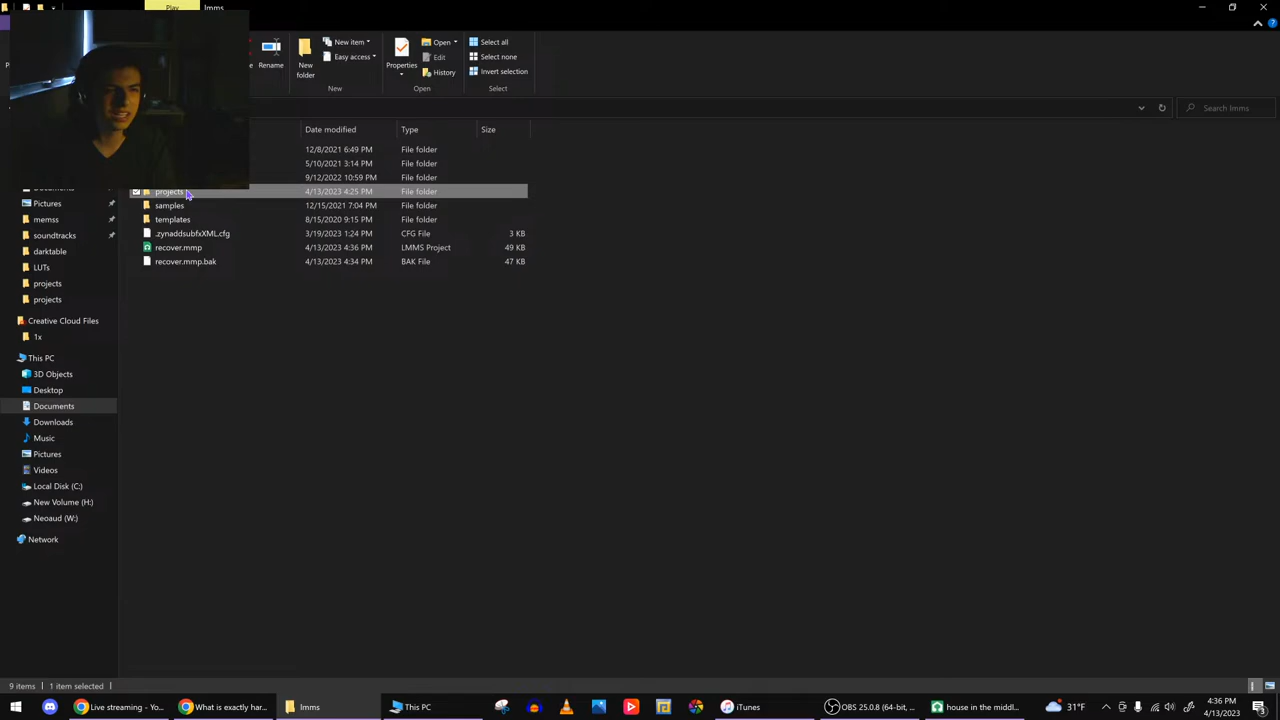 Play
lmms
Rename
New
folder
New item
Easy access
New
Properties
Open
Edit
History
Open
Select all
Select none
Invert selection
Select
Search lmms
Date modified
Type
Size
12/8/2021 6:49 PM File folder
5/10/2021 3:14 PM File folder
9/12/2022 10:59 PM File folder
projects 4/13/2023 4:25 PM File folder
samples 12/15/2021 7:04 PM File folder
templates 8/15/2020 9:15 PM File folder
.zynaddsubfxXML.cfg 3/19/2023 1:24 PM CFG File 3 KB
recover.mmp 4/13/2023 4:36 PM LMMS Project 49 KB
recover.mmp.bak 4/13/2023 4:34 PM BAK File 47 KB
Documents
Pictures
memss
soundtracks
darktable
LUTs
projects
projects
Creative Cloud Files
1x
This PC
3D Objects
Desktop
Documents
Downloads
Music
Pictures
Videos
Local Disk (C:)
New Volume (H:)
Neoaud (W:)
Network
9 items 1 item selected
Live streaming - Yo...
What is exactly har...
lmms
This PC
iTunes
OBS 25.0.8 (64-bit, ...
house in the middl...
31°F
4:36 PM
4/13/2023